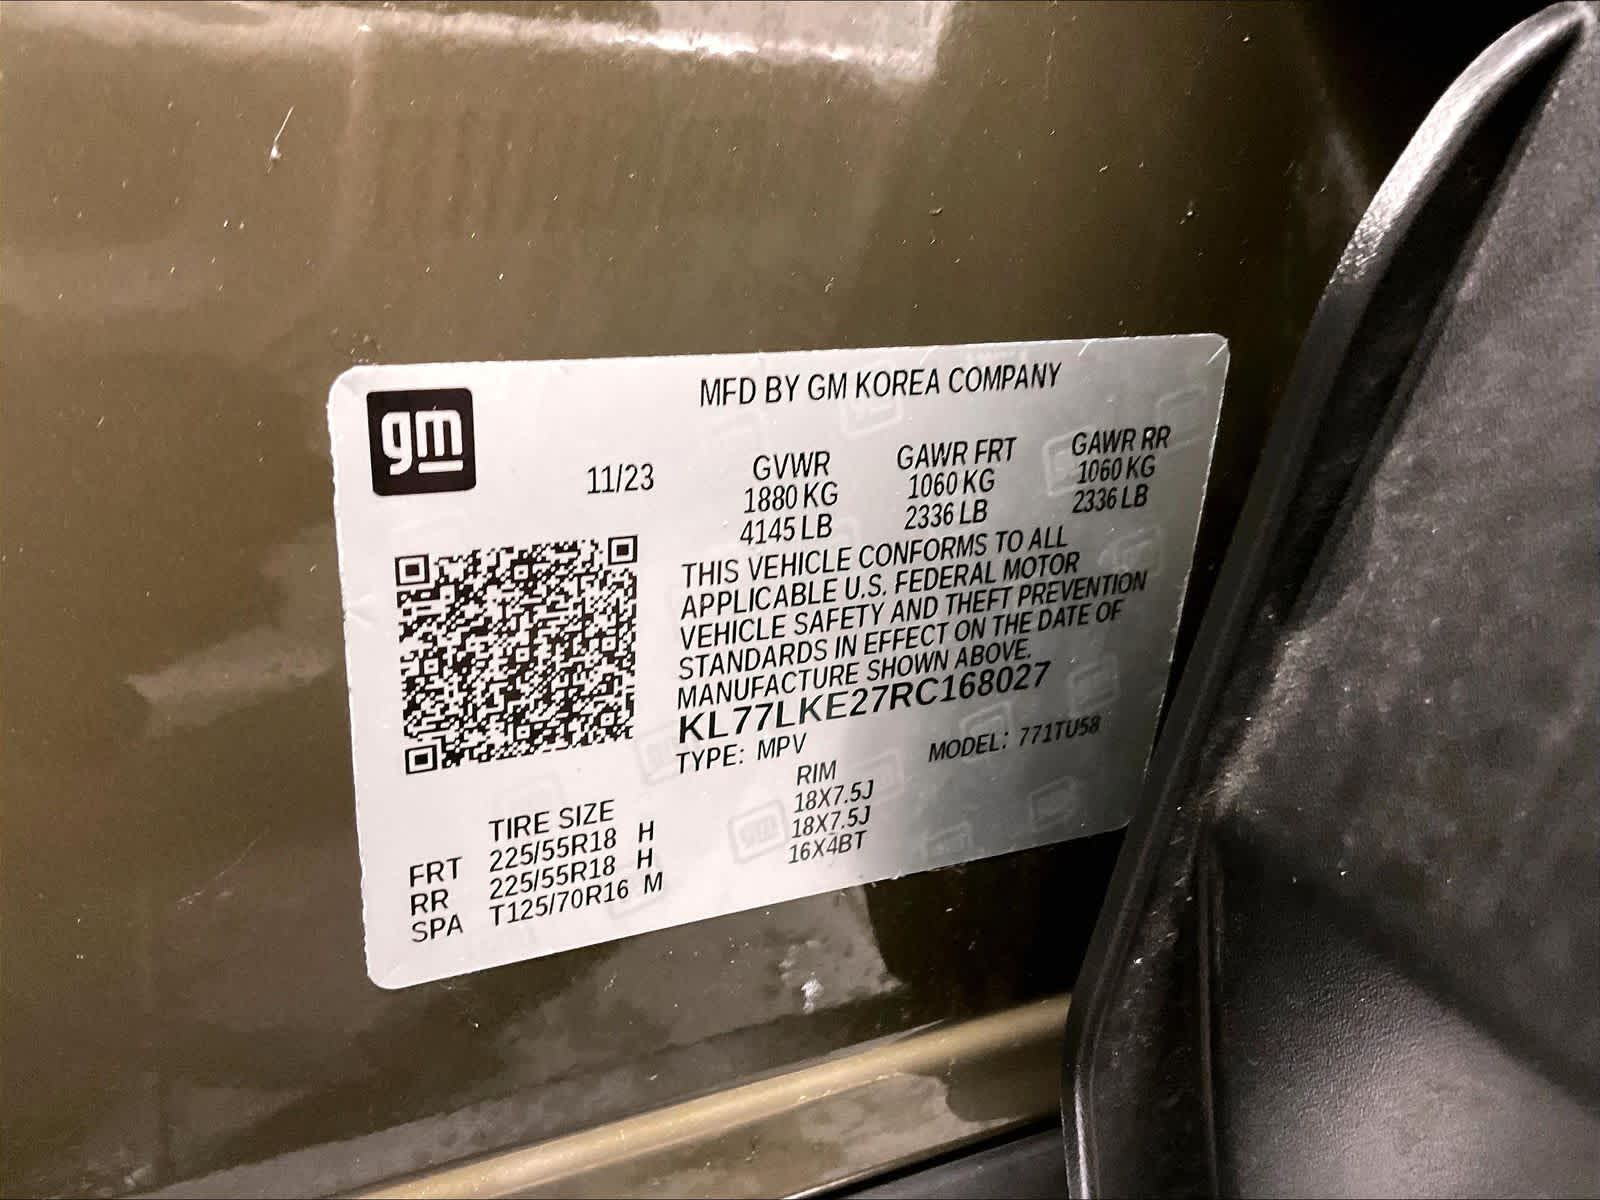 gm
MFD BY GM KOREA COMPANY
11/23
GVWR GAWR FRT GAWR RR
1880 KG 1060 KG 1060 KG
4145 LB 2336 LB 2336 LB
THIS VEHICLE CONFORMS TO ALL
APPLICABLE U.S. FEDERAL MOTOR
VEHICLE SAFETY AND THEFT PREVENTION
STANDARDS IN EFFECT ON THE DATE OF
MANUFACTURE SHOWN ABOVE.
KL77LKE27RC168027
TYPE: MPV MODEL: 771TU58
TIRE SIZE RIM
FRT 225/55R18 H 18X7.5J
RR 225/55R18 H 18X7.5J
SPA T125/70R16 M 16X4BT